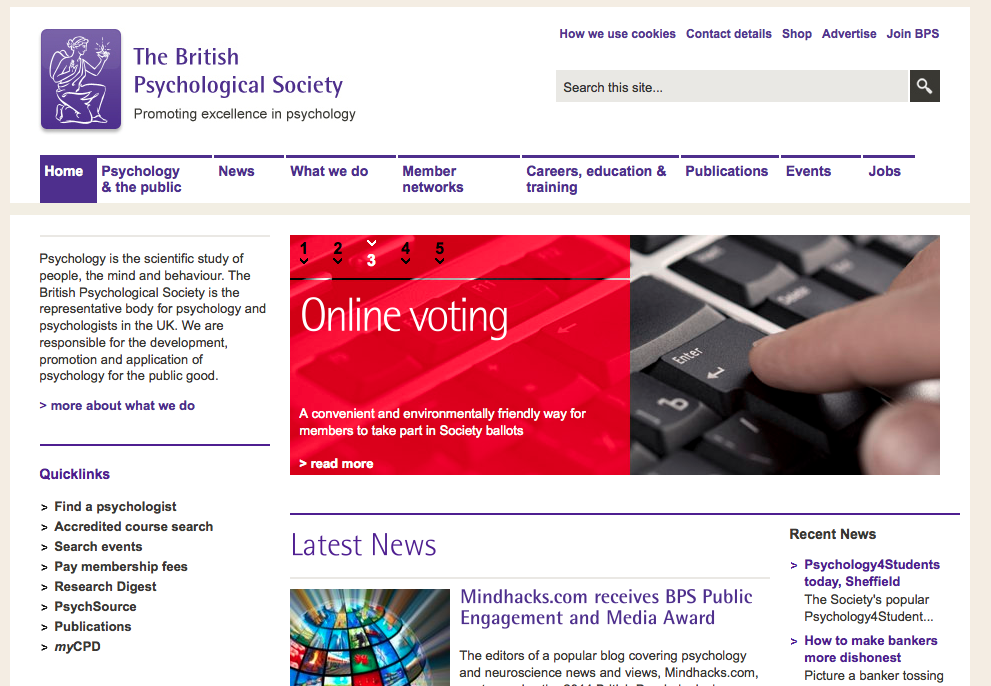 How we use cookies Contact details Shop Advertise Join BPS
The British
Psychological Society
Promoting excellence in psychology
Search this site...
Home
Psychology
& the public
News
What we do
Member
networks
Careers, education &
training
Publications
Events
Jobs
Psychology is the scientific study of
people, the mind and behaviour. The
British Psychological Society is the
representative body for psychology and
psychologists in the UK. We are
responsible for the development,
promotion and application of
psychology for the public good.
> more about what we do
Quicklinks
> Find a psychologist
> Accredited course search
> Search events
> Pay membership fees
> Research Digest
> PsychSource
> Publications
> myCPD
1 2 3 4 5
Online voting
A convenient and environmentally friendly way for
members to take part in Society ballots
> read more
Enter
Latest News
Mindhacks.com receives BPS Public
Engagement and Media Award
The editors of a popular blog covering psychology
and neuroscience news and views, Mindhacks.com,
Recent News
> Psychology4Students
today, Sheffield
The Society's popular
Psychology4Student...
> How to make bankers
more dishonest
Picture a banker tossing